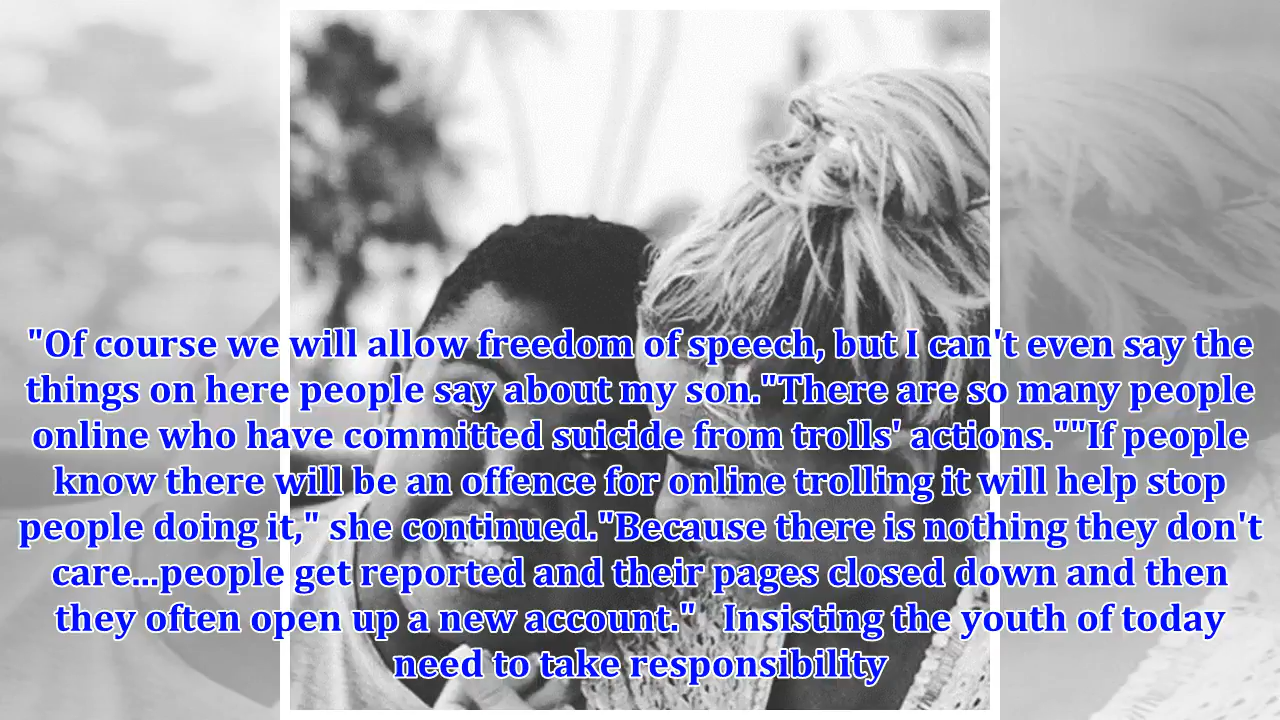 "Of course we will allow freedom of speech, but I can't even say the
things on here people say about my son."There are so many people
online who have committed suicide from trolls' actions.""If people
know there will be an offence for online trolling it will help stop
people doing it," she continued."Because there is nothing they don't
care...people get reported and their pages closed down and then
they often open up a new account."   Insisting the youth of today
need to take responsibility